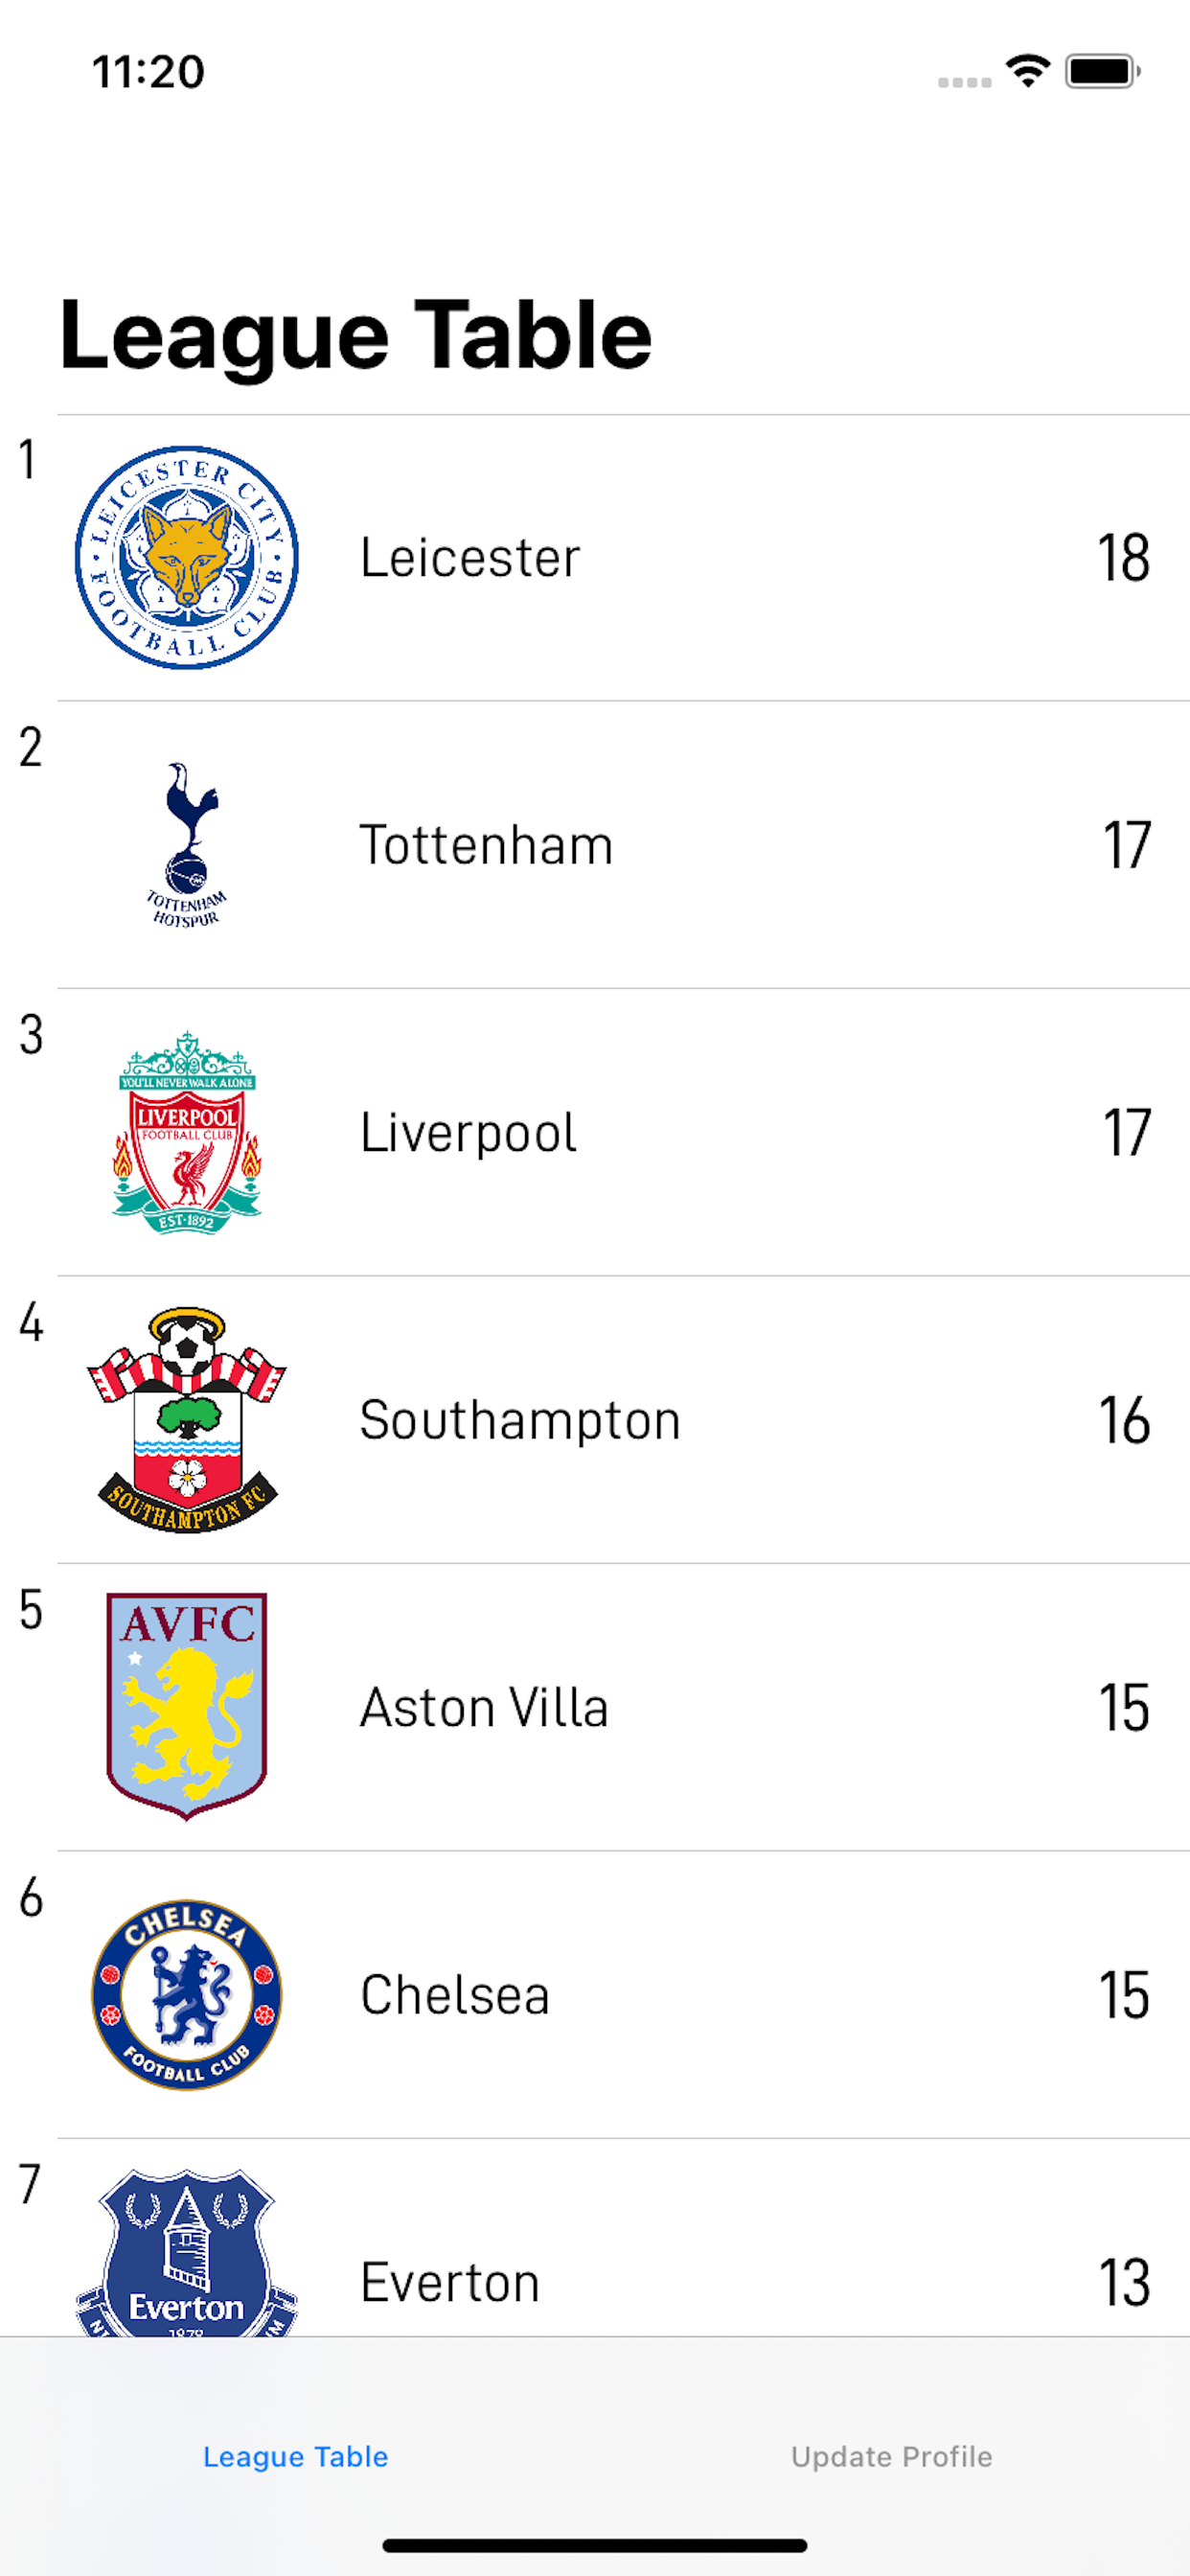 11:20
League Table
1
LEICESTER CITY
FOOTBALL CLUB
Leicester
18
2
TOTTENHAM
HOTSPUR
Tottenham
17
3
YOU'LL NEVER WALK ALONE
LIVERPOOL
FOOTBALL CLUB
EST·1892
Liverpool
17
4
SOUTHAMPTON FC
Southampton
16
5
AVFC
Aston Villa
15
6
CHELSEA
FOOTBALL CLUB
Chelsea
15
7
Everton
1878
Everton
13
League Table
Update Profile